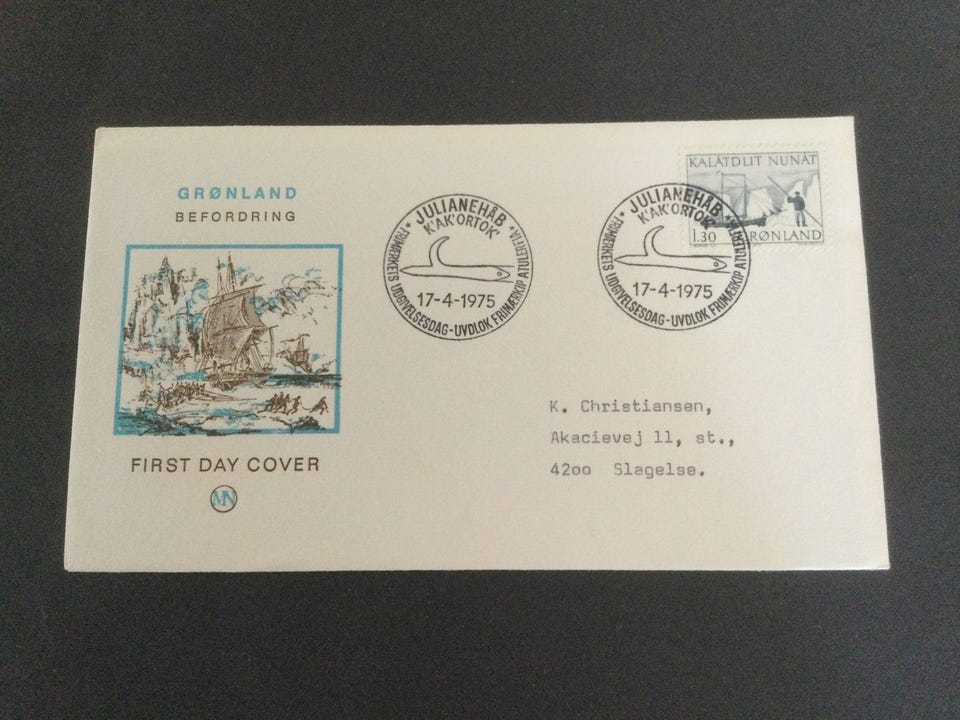 GRØNLAND
BEFORDRING
FIRST DAY COVER
MN
JULIANEHÅB
K'AK'ORTOK'
17-4-1975
* FRIMÆRKETS UDGIVELSESDAG - UVDLOK FRIMÆRKIP ATULERFIA *
JULIANEHÅB
K'AK'ORTOK'
17-4-1975
* FRIMÆRKETS UDGIVELSESDAG - UVDLOK FRIMÆRKIP ATULERFIA *
KALÂTDLIT NUNÂT
1.30 GRØNLAND
K. Christiansen,
Akacievej 11, st.,
42oo Slagelse.